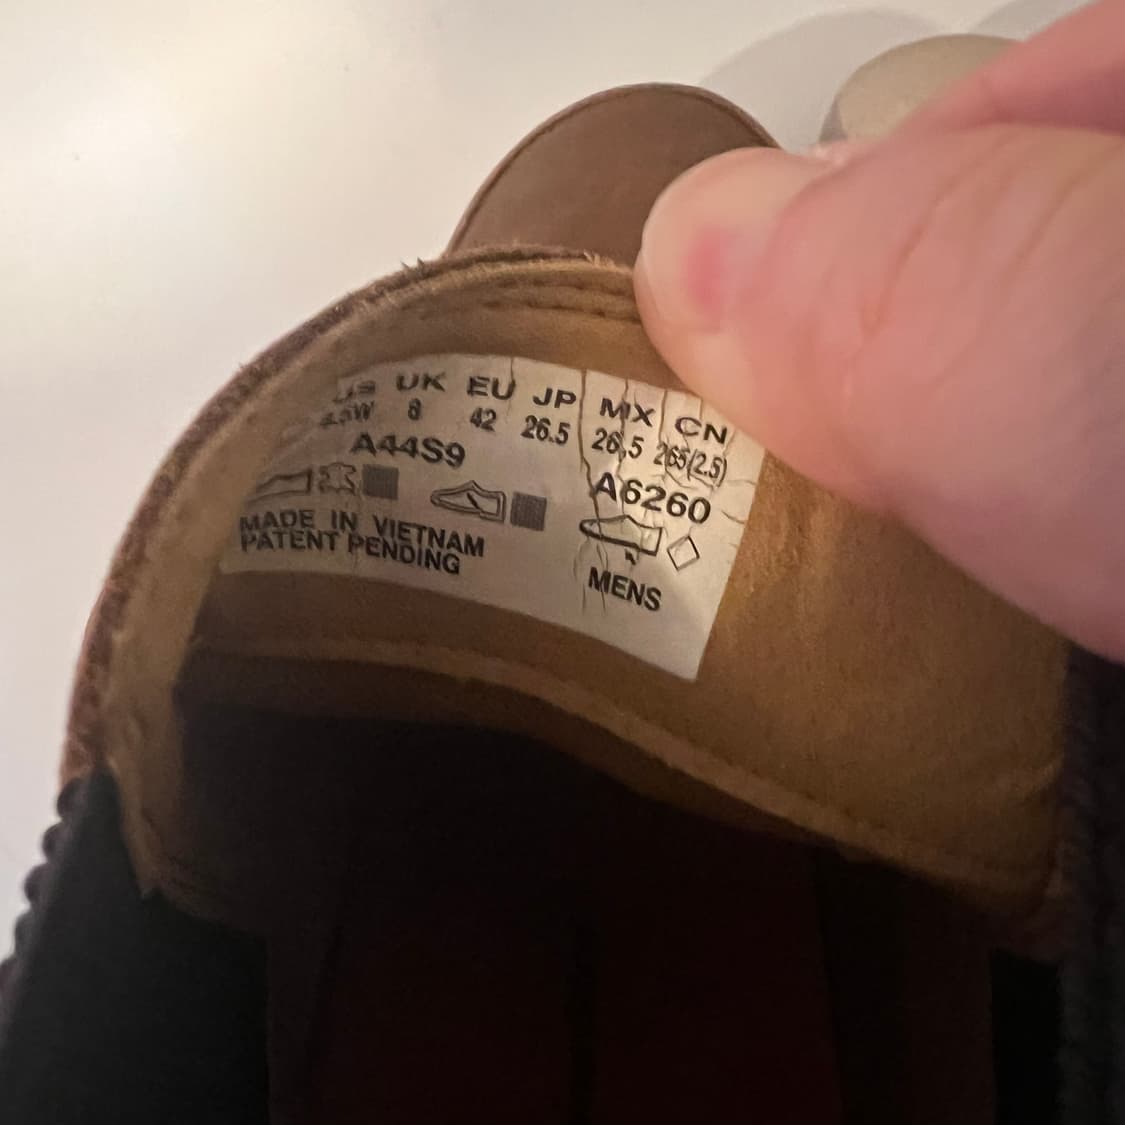 US UK EU JP MX CN
8 42 26.5 26.5 265(2.5)
A44S9 A6260
MADE IN VIETNAM
PATENT PENDING
MENS